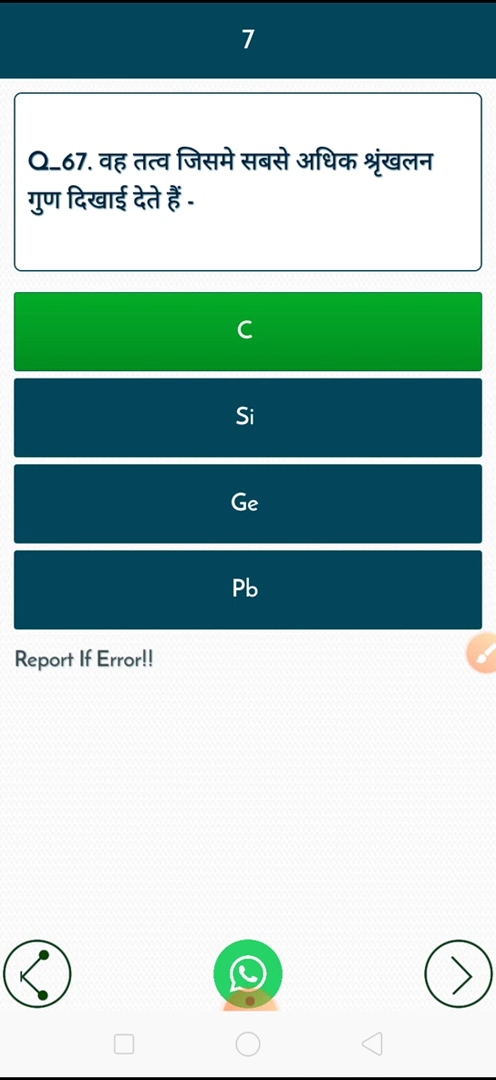 7
Q_67. वह तत्व जिसमे सबसे अधिक श्रृंखलन
गुण दिखाई देते हैं -
C
Si
Ge
Pb
Report If Error!!